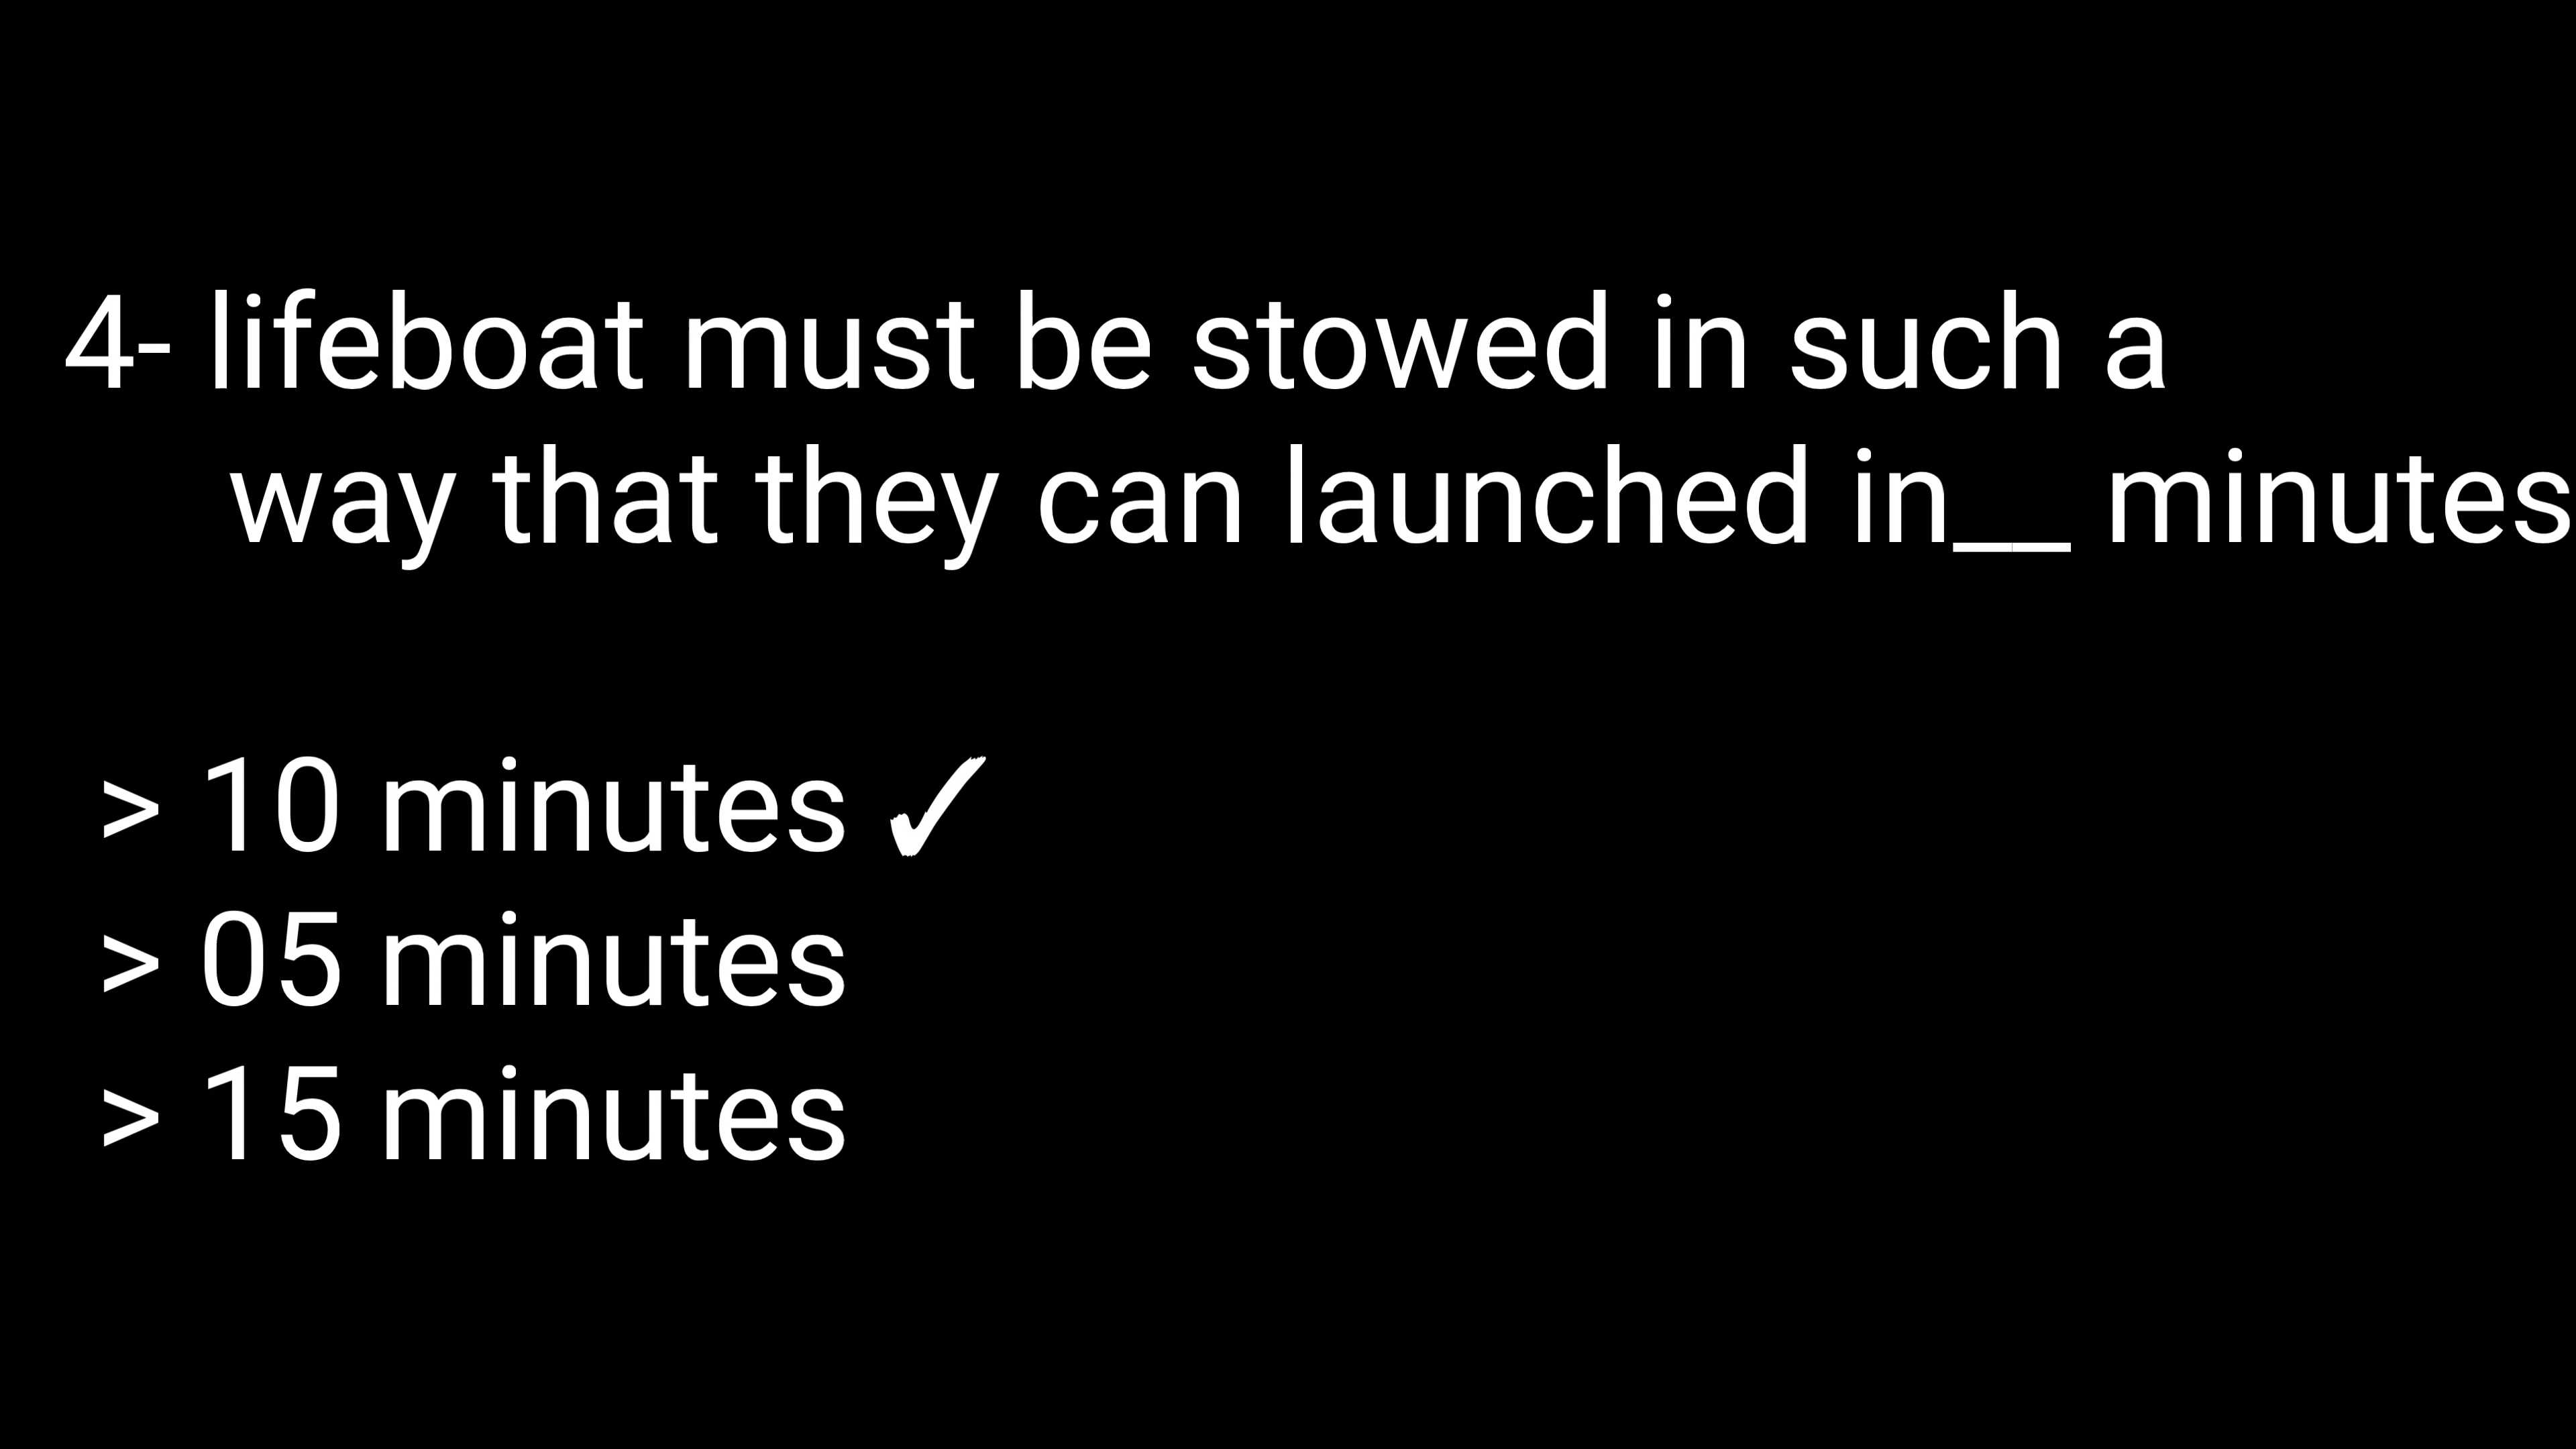 4- lifeboat must be stowed in such a
way that they can launched in__ minutes
> 10 minutes ✓
> 05 minutes
> 15 minutes